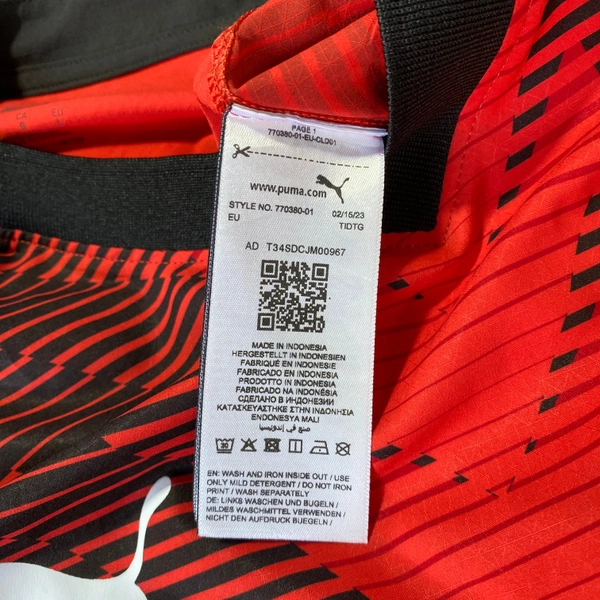 PAGE 1
770380-01-EU-CLD01
www.puma.com
STYLE NO. 770380-01 02/16/23
EU TIDTG
AD T34SDCJM00967
MADE IN INDONESIA
HERGESTELLT IN INDONESIEN
FABRIQUÉ EN INDONESIE
FABRICADO EN INDONESIA
PRODOTTO IN INDONESIA
FABRICADO NA INDONÉSIA
СДЕЛАНО В ИНДОНЕЗИИ
ΚΑΤΑΣΚΕΥΑΣΤΗΚΕ ΣΤΗΝ ΙΝΔΟΝΗΣΙΑ
ENDONESYA MALI
صنع في إندونيسيا
EN: WASH AND IRON INSIDE OUT / USE
ONLY MILD DETERGENT / DO NOT IRON
PRINT / WASH SEPARATELY
DE: LINKS WASCHEN UND BUGELN /
MILDES WASCHMITTEL VERWENDEN /
NICHT DEN AUFDRUCK BUEGELN /